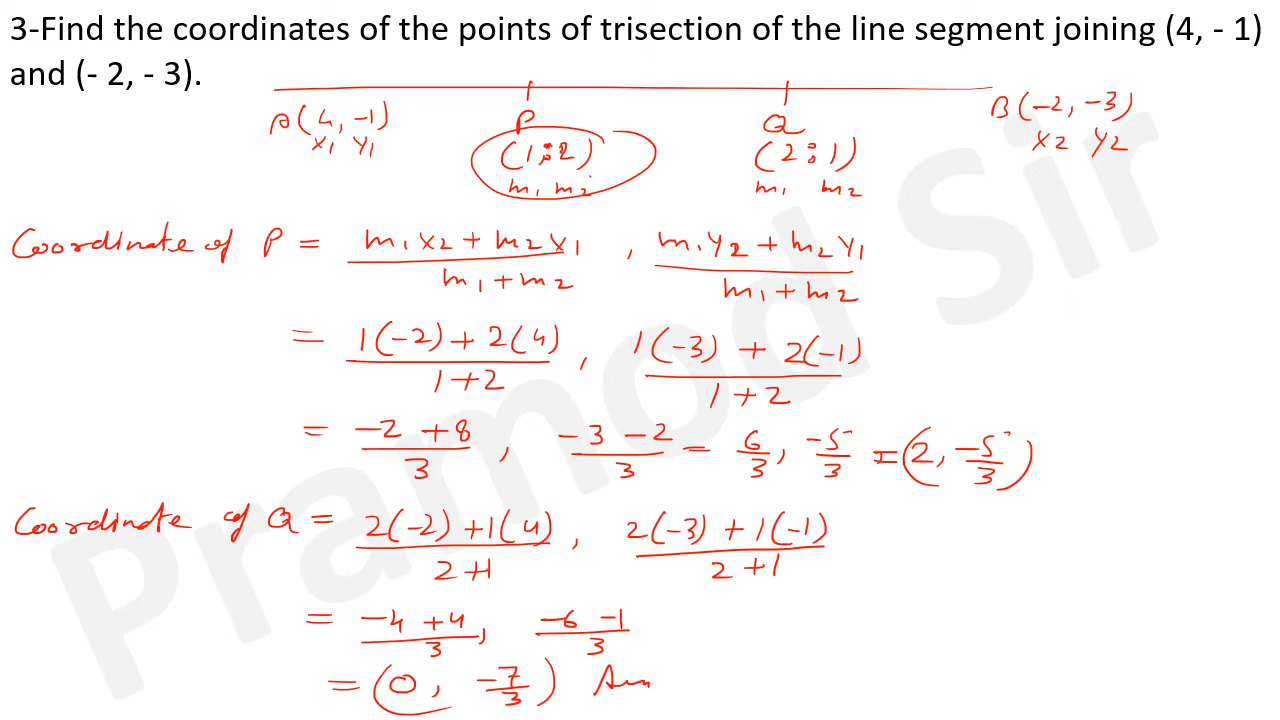 3-Find the coordinates of the points of trisection of the line segment joining (4, - 1)
and (- 2, - 3).
A(4, -1) P Q B(-2, -3)
x1 y1 (1:2) (2:1) x2 y2
m1 m2 m1 m2
Coordinate of P = m1x2 + m2x1 / m1 + m2 , m1y2 + m2y1 / m1 + m2
= 1(-2) + 2(4) / 1+2 , 1(-3) + 2(-1) / 1+2
= -2 +8 / 3 , -3 -2 / 3 = 6/3 , -5/3 = (2, -5/3)
Coordinate of Q = 2(-2) +1(4) / 2+1 , 2(-3) +1(-1) / 2+1
= -4 +4 / 3 , -6 -1 / 3
= (0, -7/3) Ans
Pramod Sir